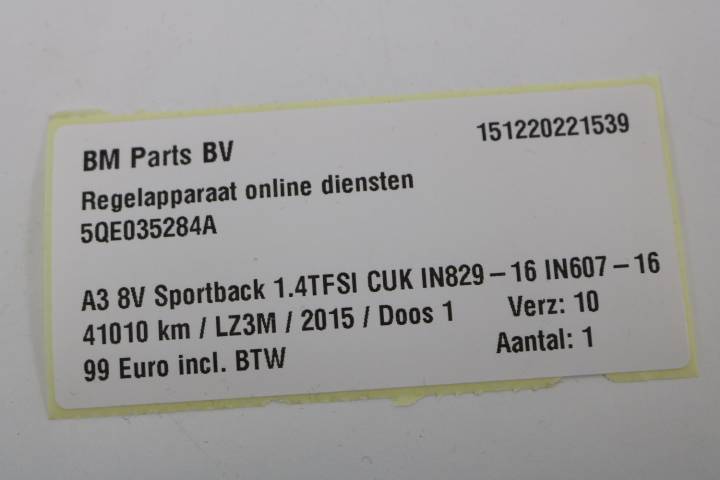 BM Parts BV 151220221539
Regelapparaat online diensten
5QE035284A
A3 8V Sportback 1.4TFSI CUK IN829-16 IN607-16
41010 km / LZ3M / 2015 / Doos 1 Verz: 10
99 Euro incl. BTW Aantal: 1